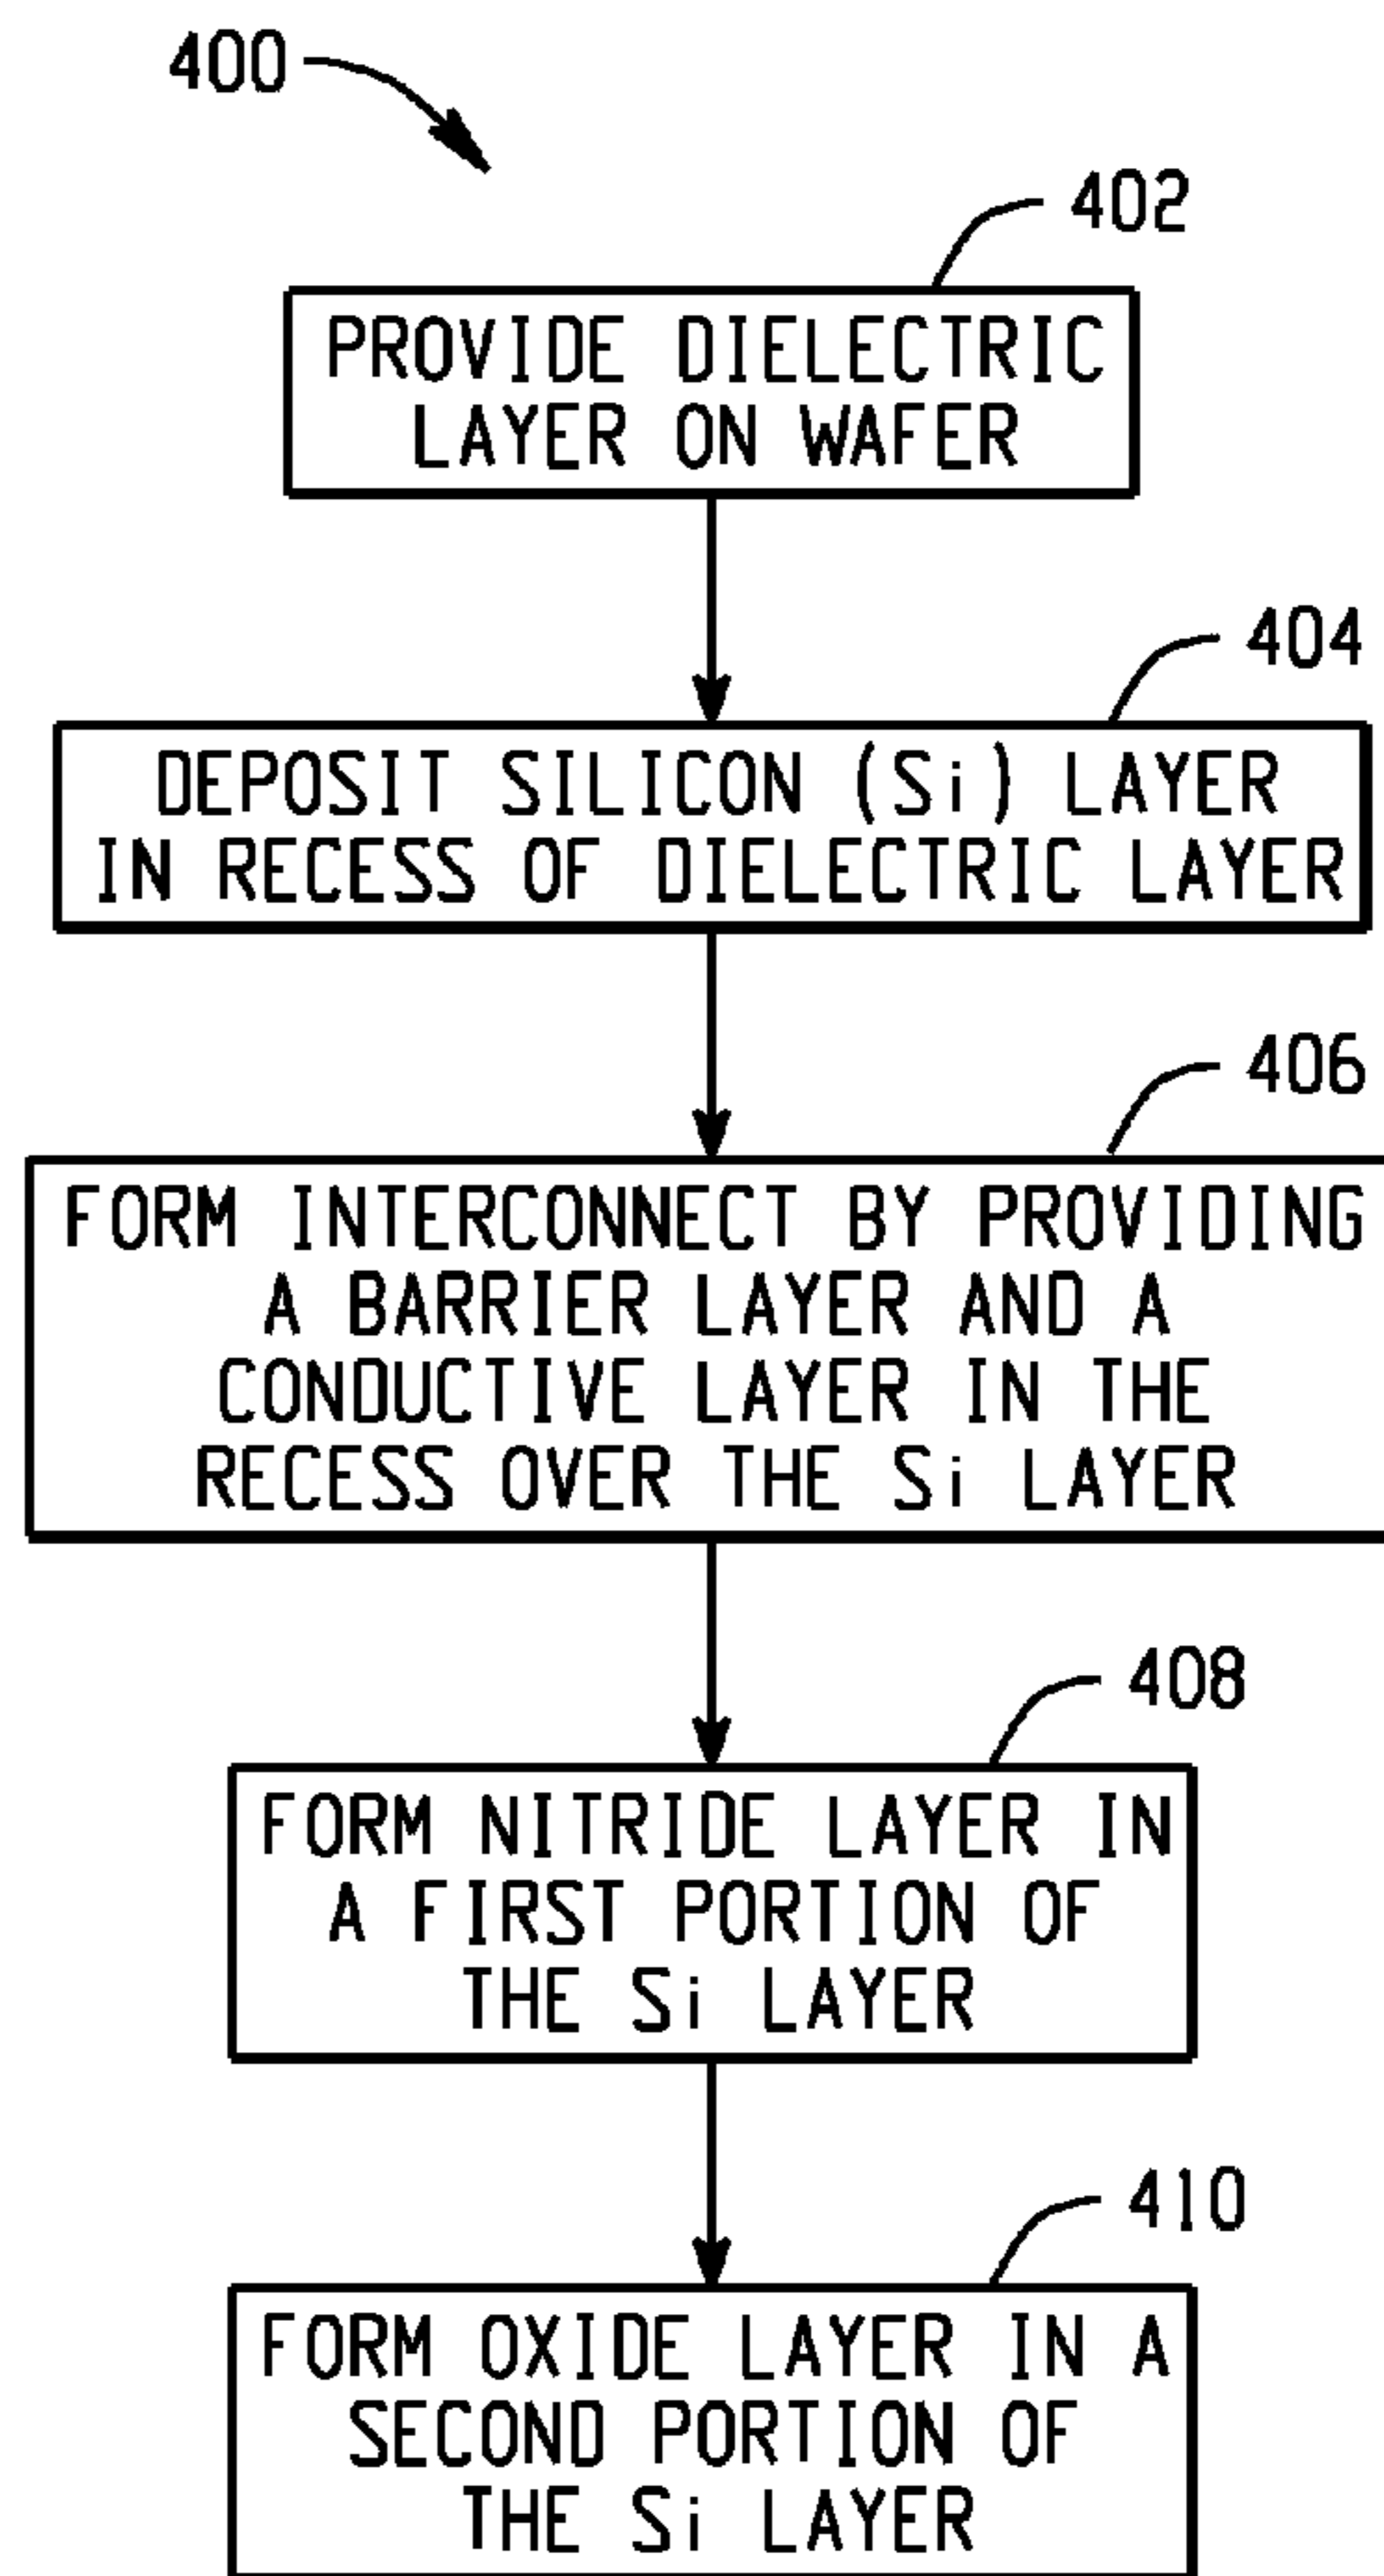 400
402
PROVIDE DIELECTRIC
LAYER ON WAFER
404
DEPOSIT SILICON (Si) LAYER
IN RECESS OF DIELECTRIC LAYER
406
FORM INTERCONNECT BY PROVIDING
A BARRIER LAYER AND A
CONDUCTIVE LAYER IN THE
RECESS OVER THE Si LAYER
408
FORM NITRIDE LAYER IN
A FIRST PORTION OF
THE Si LAYER
410
FORM OXIDE LAYER IN A
SECOND PORTION OF
THE Si LAYER